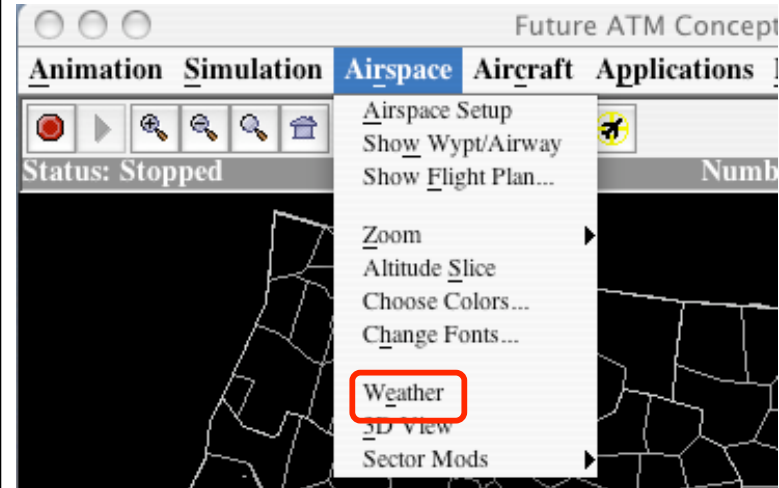 Future ATM Concept
Animation Simulation Airspace Aircraft Applications
Airspace Setup
Show Wypt/Airway
Show Flight Plan...
Status: Stopped
Numb
Zoom
Altitude Slice
Choose Colors...
Change Fonts...
Weather
3D View
Sector Mods